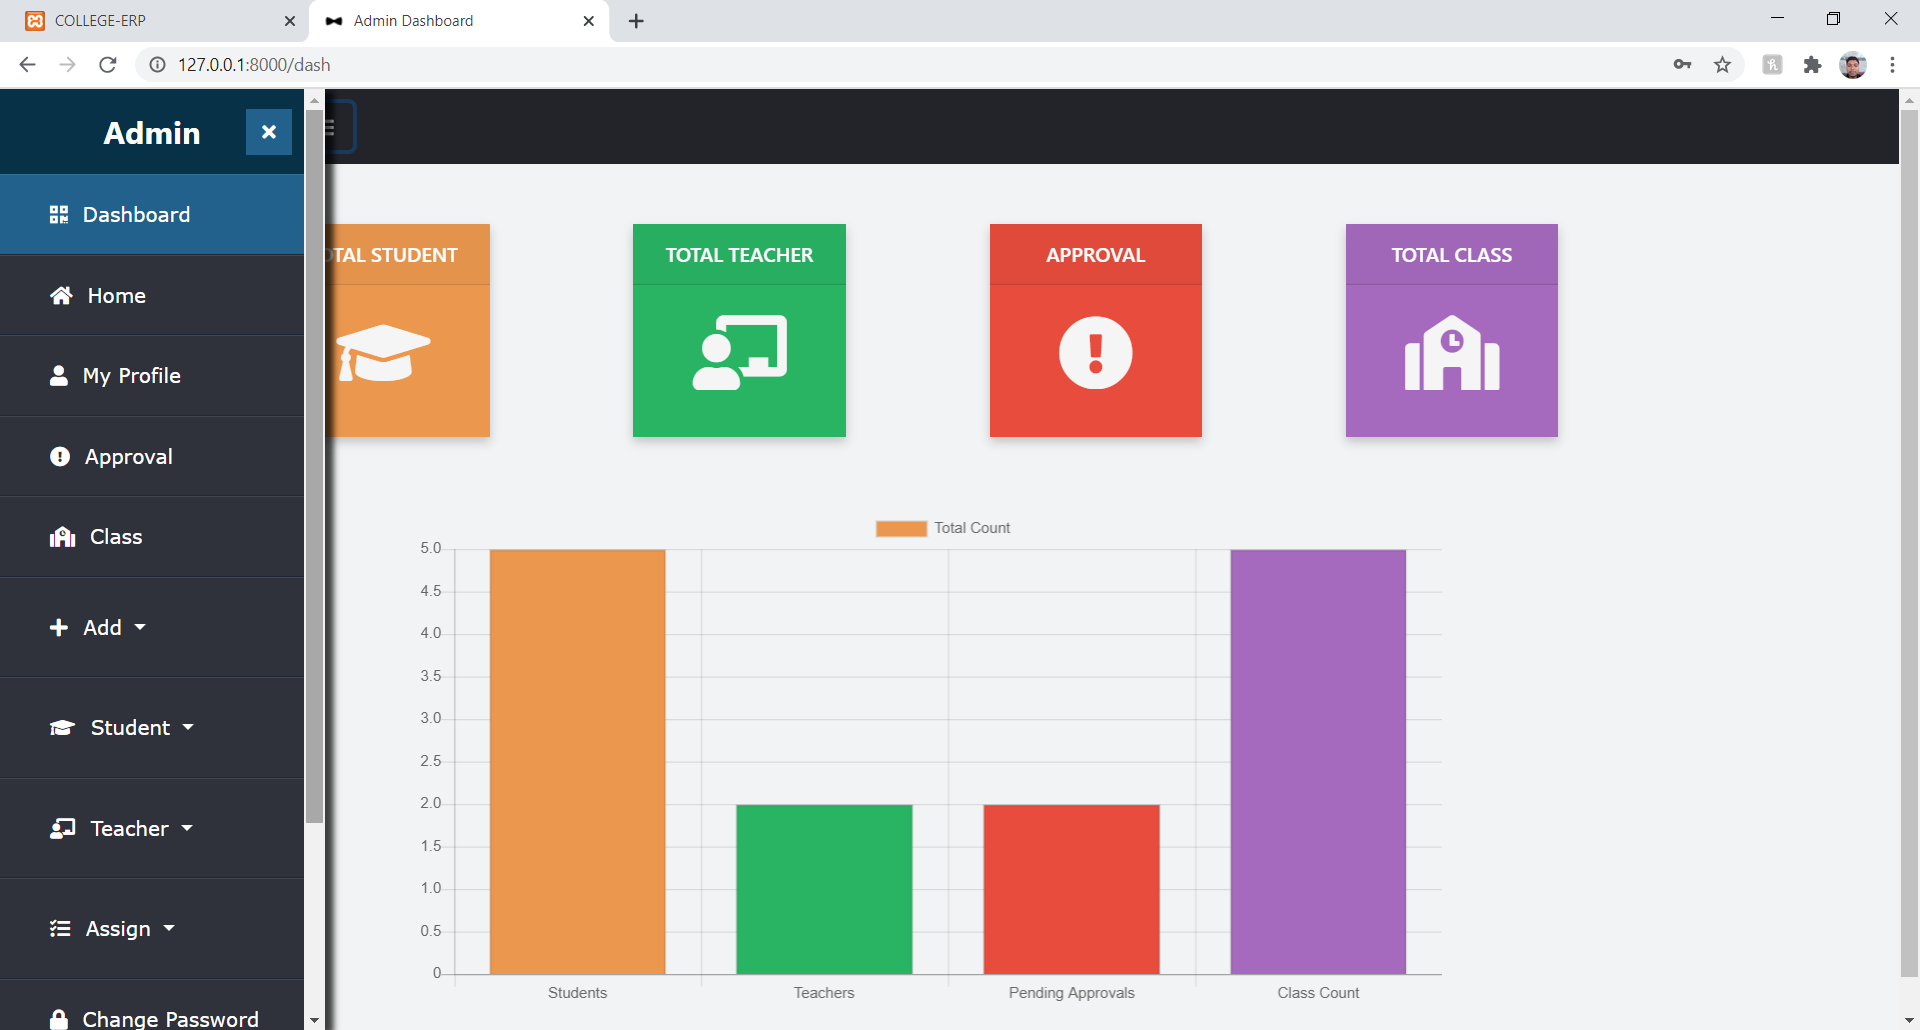 COLLEGE-ERP
Admin Dashboard
127.0.0.1:8000/dash
Admin
Dashboard
Home
My Profile
Approval
Class
Add
Student
Teacher
Assign
Change Password
OTAL STUDENT
TOTAL TEACHER
APPROVAL
TOTAL CLASS
Total Count
5.0
4.5
4.0
3.5
3.0
2.5
2.0
1.5
1.0
0.5
0
Students
Teachers
Pending Approvals
Class Count